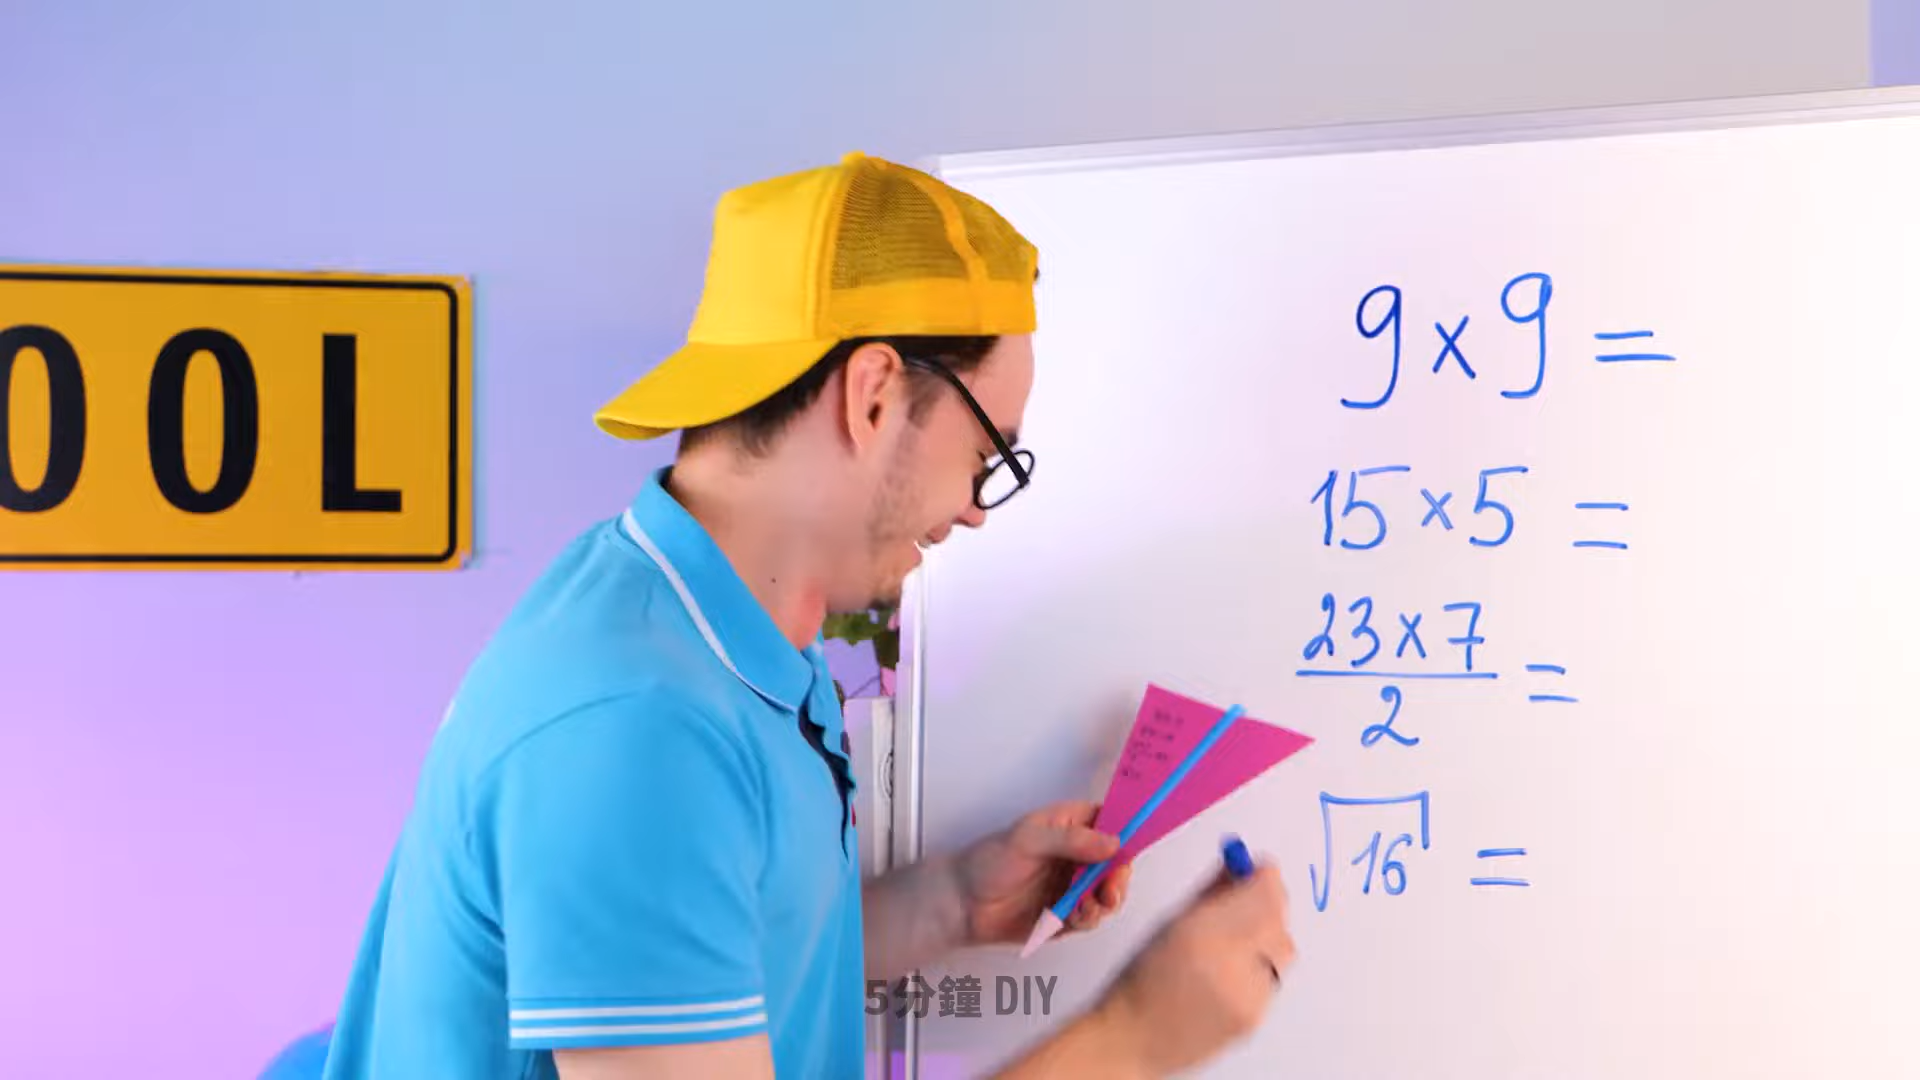 OOL
9 x 9 =
15 x 5 =
23 x 7
2
=
√16 =
5分鐘 DIY